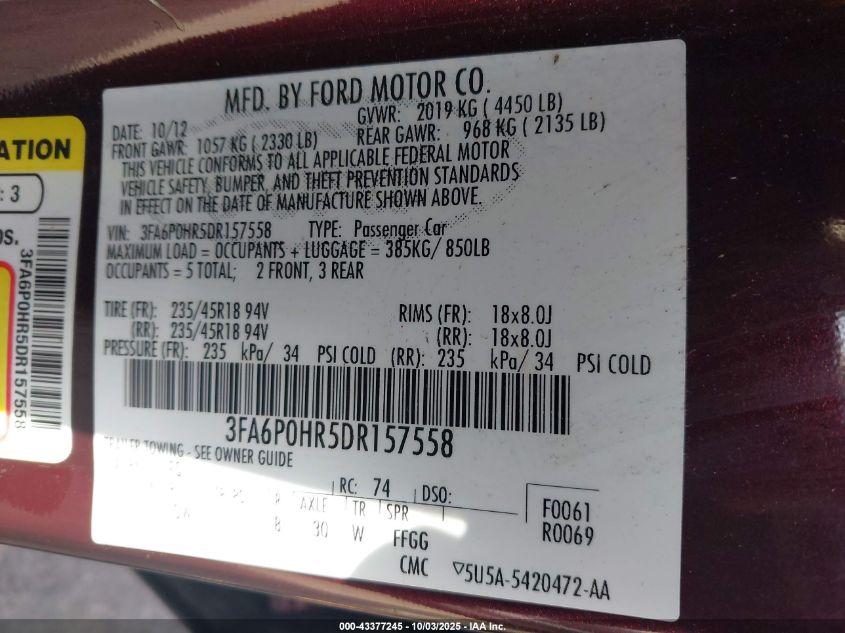 MFD. BY FORD MOTOR CO.
DATE: 10/12
GVWR: 2019 KG ( 4450 LB)
FRONT GAWR: 1057 KG ( 2330 LB)
REAR GAWR: 968 KG ( 2135 LB)
THIS VEHICLE CONFORMS TO ALL APPLICABLE FEDERAL MOTOR
VEHICLE SAFETY, BUMPER, AND THEFT PREVENTION STANDARDS
IN EFFECT ON THE DATE OF MANUFACTURE SHOWN ABOVE.
VIN: 3FA6P0HR5DR157558 TYPE: Passenger Car
MAXIMUM LOAD = OCCUPANTS + LUGGAGE = 385KG/ 850LB
OCCUPANTS = 5 TOTAL; 2 FRONT, 3 REAR
TIRE (FR): 235/45R18 94V RIMS (FR): 18x8.0J
(RR): 235/45R18 94V (RR): 18x8.0J
PRESSURE (FR): 235 kPa/ 34 PSI COLD (RR): 235 kPa/ 34 PSI COLD
3FA6P0HR5DR157558
TRAILER TOWING - SEE OWNER GUIDE
RC: 74 DSO:
AXLE TR SPR
8 30 W FFGG
CMC
F0061
R0069
▽5U5A-5420472-AA
ATION
: 3
OS.
3FA6P0HR5DR157558
000-43377245 - 10/03/2025 - IAA Inc.